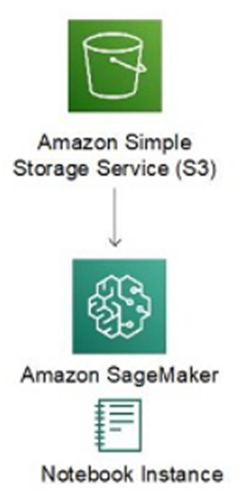 Amazon Simple
Storage Service (S3)
Amazon SageMaker
Notebook Instance